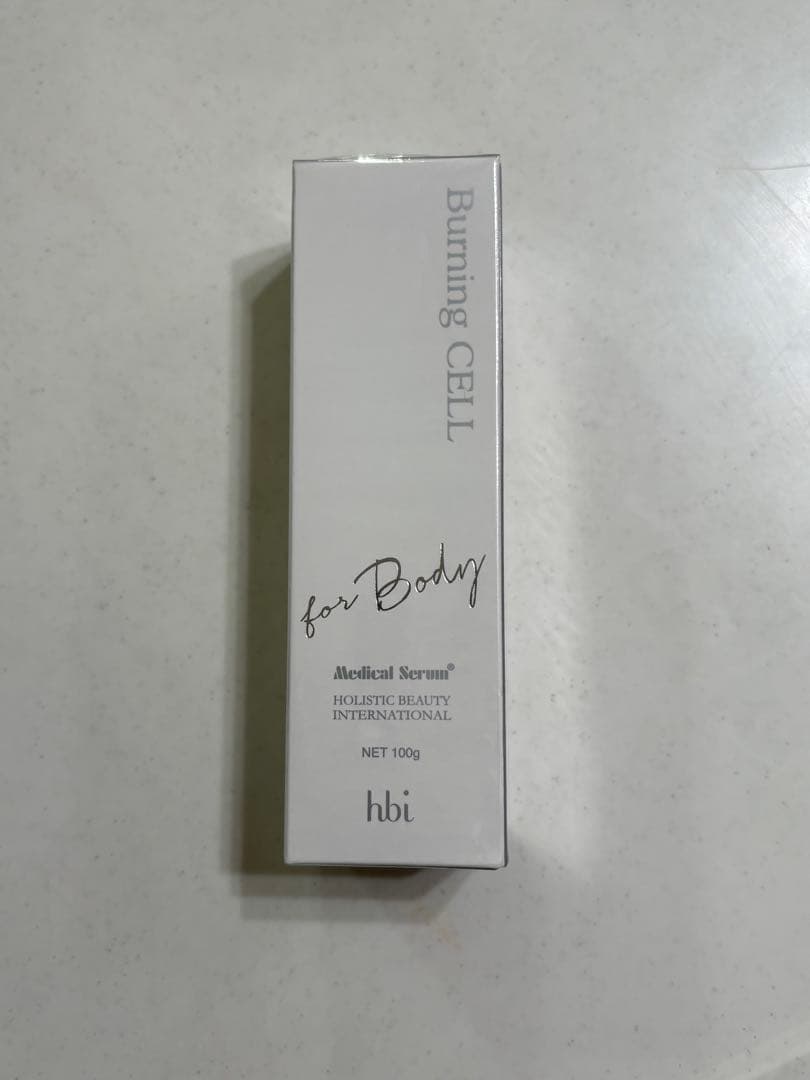 Burning CELL
for Body
Medical Serum®
HOLISTIC BEAUTY
INTERNATIONAL
NET 100g
hbi